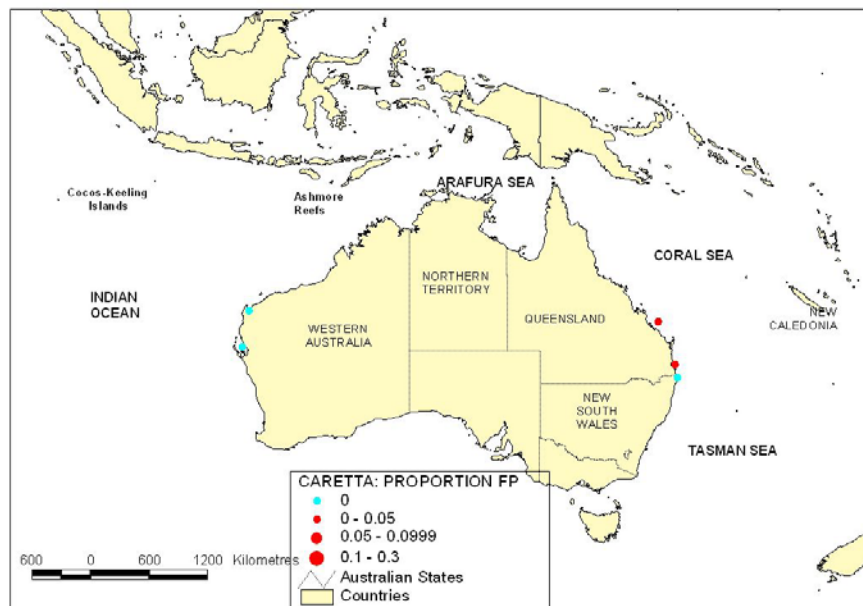 ARAFURA SEA
Cocos-Keeling
Islands
Ashmore
Reefs
CORAL SEA
NORTHERN
TERRITORY
INDIAN
OCEAN
QUEENSLAND
NEW
CALEDONIA
WESTERN
AUSTRALIA
NEW
SOUTH
WALES
TASMAN SEA
CARETTA: PROPORTION FP
0
0 - 0.05
0.05 - 0.0999
0.1 - 0.3
Australian States
Countries
600 0 600 1200 Kilometres